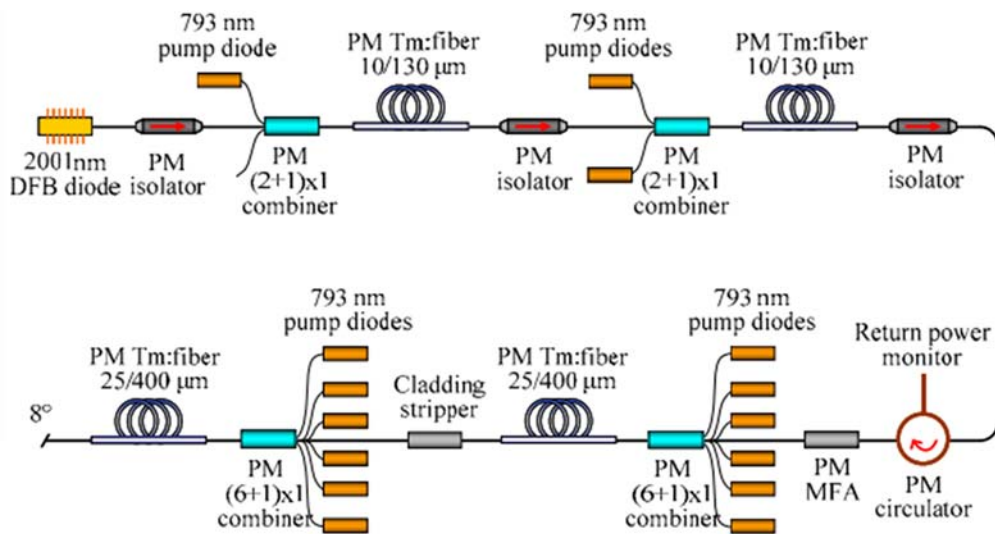 793 nm
pump diode
PM Tm:fiber
10/130 µm
793 nm
pump diodes
PM Tm:fiber
10/130 µm
2001nm
DFB diode
PM
isolator
PM
(2+1)x1
combiner
PM
isolator
PM
(2+1)x1
combiner
PM
isolator
793 nm
pump diodes
793 nm
pump diodes
PM Tm:fiber
25/400 µm
Cladding
stripper
PM Tm:fiber
25/400 µm
Return power
monitor
8°
PM
(6+1)x1
combiner
PM
(6+1)x1
combiner
PM
MFA
PM
circulator